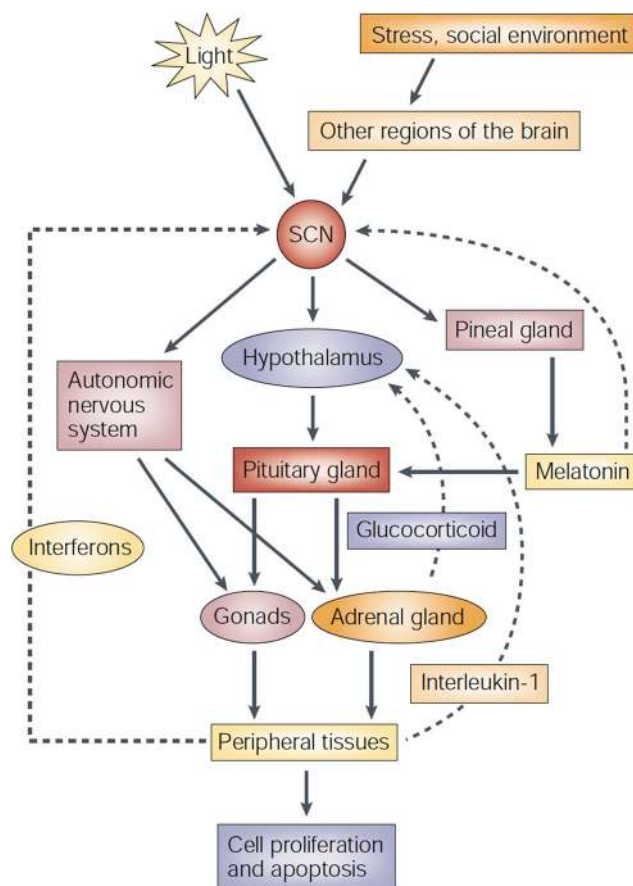 Light
Stress, social environment
Other regions of the brain
SCN
Pineal gland
Hypothalamus
Autonomic
nervous
system
Pituitary gland
Melatonin
Glucocorticoid
Interferons
Gonads
Adrenal gland
Interleukin-1
Peripheral tissues
Cell proliferation
and apoptosis